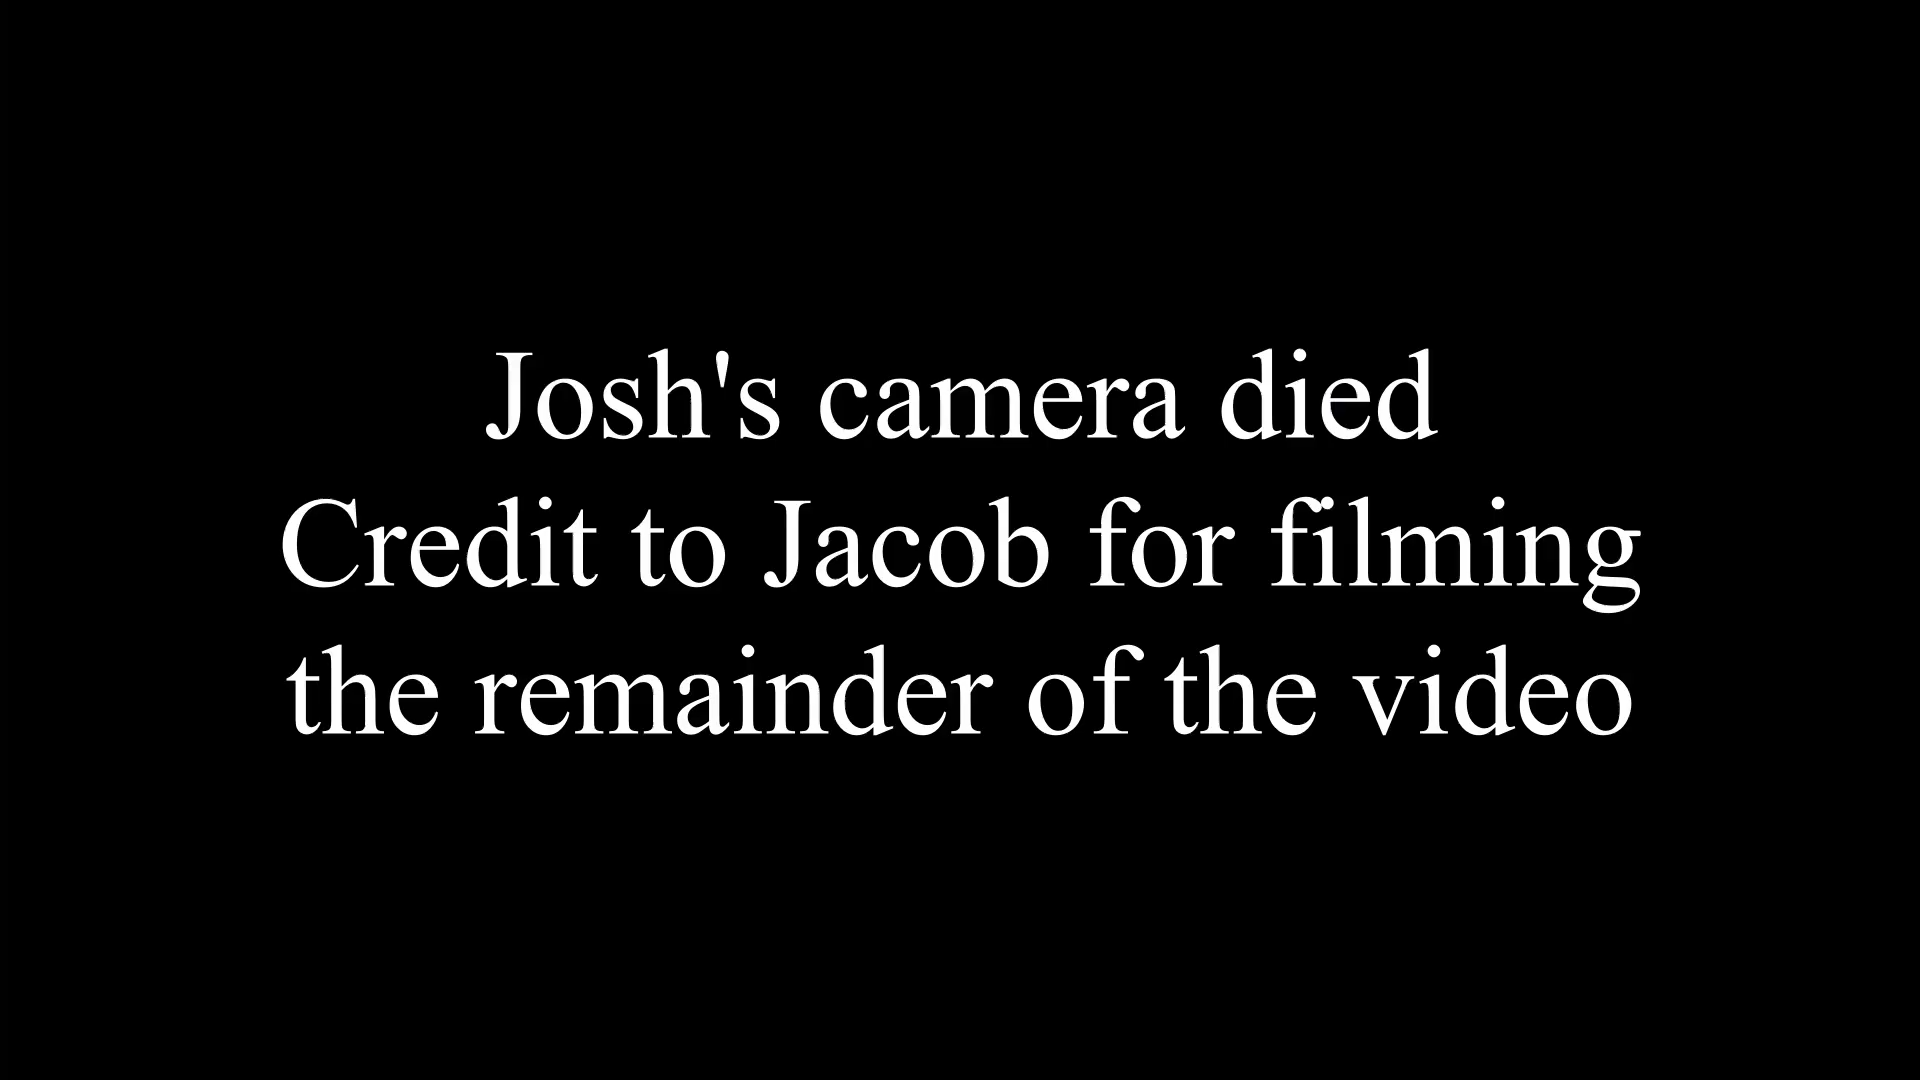 Josh's camera died
Credit to Jacob for filming
the remainder of the video